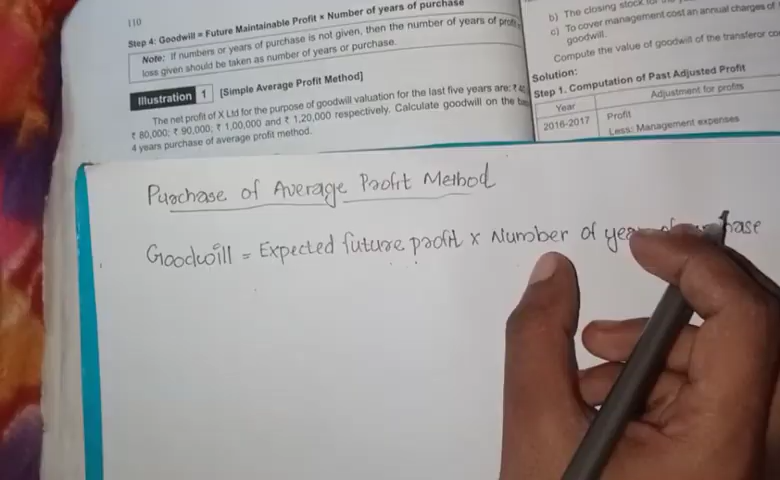 110
Step 4: Goodwill = Future Maintainable Profit × Number of years of purchase
Note: If numbers or years of purchase is not given, then the number of years of profit
loss given should be taken as number of years or purchase.
Illustration 1 [Simple Average Profit Method]
The net profit of X Ltd for the purpose of goodwill valuation for the last five years are: ₹
₹ 80,000; ₹ 90,000; ₹ 1,00,000 and ₹ 1,20,000 respectively. Calculate goodwill on the
4 years purchase of average profit method.
b) The closing stock
c) To cover management cost an annual charges of
goodwill.
Compute the value of goodwill of the transferor
Solution:
Step 1. Computation of Past Adjusted Profit
Year Adjustment for profits
2016-2017 Profit
Less: Management expenses
Purchase of Average Profit Method
Goodwill = Expected future profit × Number of